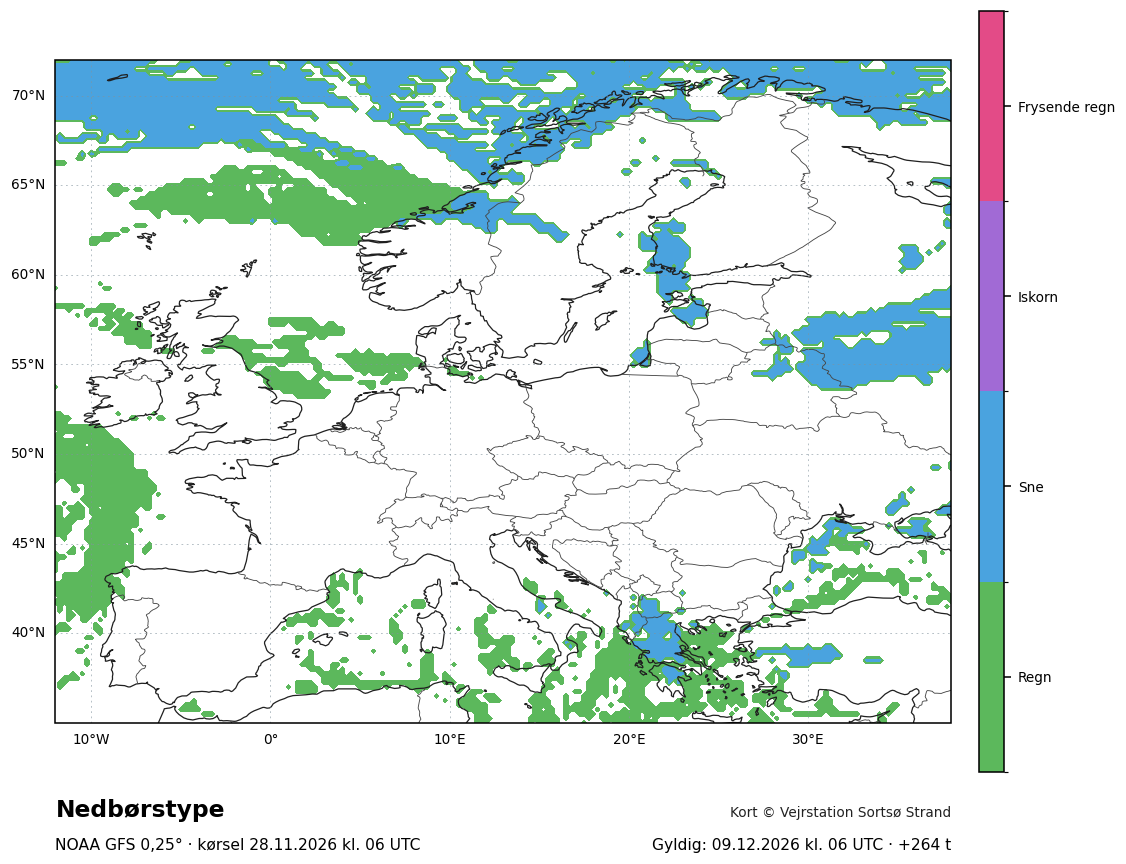 70°N
65°N
60°N
55°N
50°N
45°N
40°N
10°W
0°
10°E
20°E
30°E
Frysende regn
Iskorn
Sne
Regn
Nedbørstype
Kort © Vejrstation Sortsø Strand
NOAA GFS 0,25° · kørsel 28.11.2026 kl. 06 UTC
Gyldig: 09.12.2026 kl. 06 UTC · +264 t